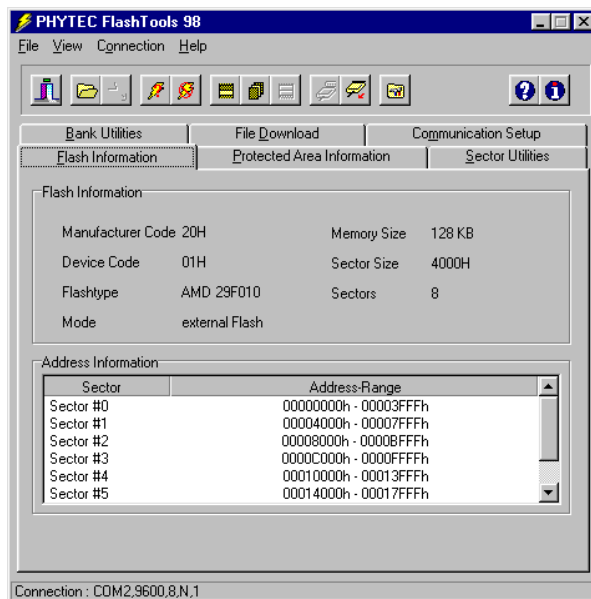 PHYTEC FlashTools 98
File View Connection Help
Bank Utilities File Download Communication Setup
Flash Information Protected Area Information Sector Utilities
Flash Information
Manufacturer Code 20H Memory Size 128 KB
Device Code 01H Sector Size 4000H
Flashtype AMD 29F010 Sectors 8
Mode external Flash
Address Information
Sector Address-Range
Sector #0 00000000h - 00003FFFh
Sector #1 00004000h - 00007FFFh
Sector #2 00008000h - 0000BFFFh
Sector #3 0000C000h - 0000FFFFh
Sector #4 00010000h - 00013FFFh
Sector #5 00014000h - 00017FFFh
Connection : COM2,9600,8,N,1